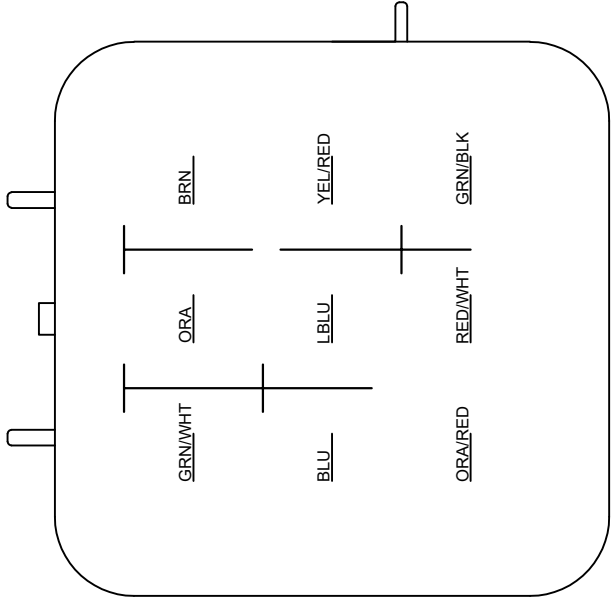 BRN
YEL/RED
GRN/BLK
ORA
LBLU
RED/WHT
GRN/WHT
BLU
ORA/RED